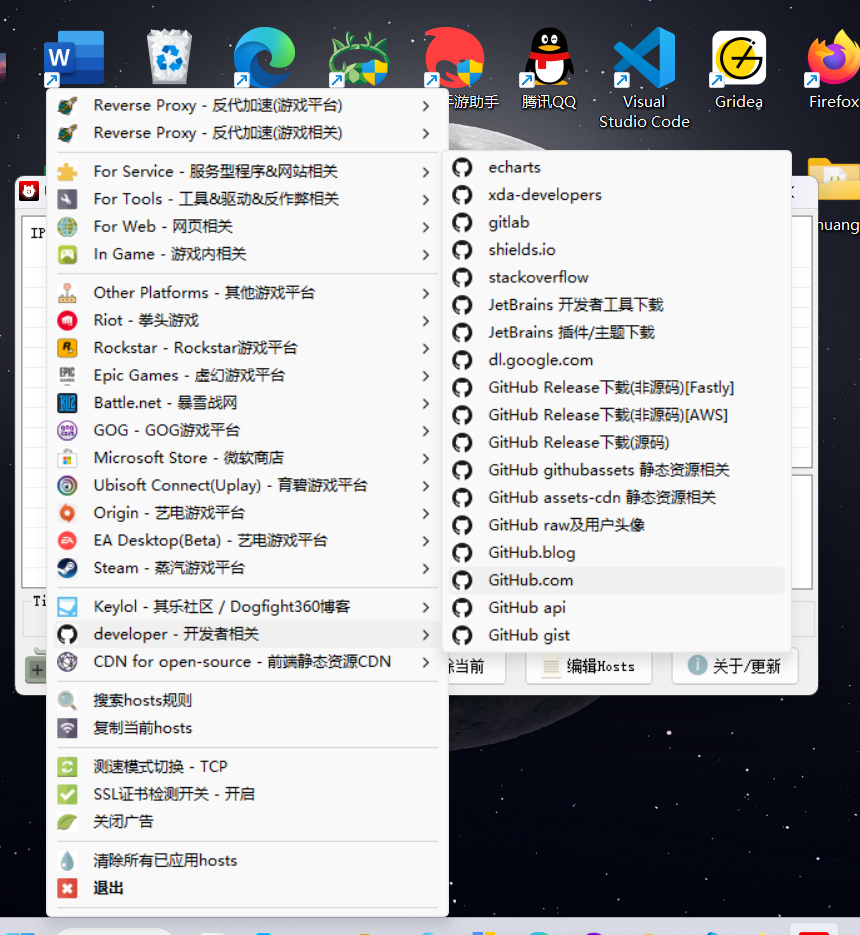 W
手游助手
腾讯QQ
Visual
Studio Code
Gridea
Firefox
Reverse Proxy - 反代加速(游戏平台)
Reverse Proxy - 反代加速(游戏相关)
For Service - 服务型程序&网站相关
For Tools - 工具&驱动&反作弊相关
For Web - 网页相关
In Game - 游戏内相关
Other Platforms - 其他游戏平台
Riot - 拳头游戏
Rockstar - Rockstar游戏平台
Epic Games - 虚幻游戏平台
Battle.net - 暴雪战网
GOG - GOG游戏平台
Microsoft Store - 微软商店
Ubisoft Connect(Uplay) - 育碧游戏平台
Origin - 艺电游戏平台
EA Desktop(Beta) - 艺电游戏平台
Steam - 蒸汽游戏平台
Keylol - 其乐社区 / Dogfight360博客
developer - 开发者相关
CDN for open-source - 前端静态资源CDN
搜索hosts规则
复制当前hosts
测速模式切换 - TCP
SSL证书检测开关 - 开启
关闭广告
清除所有已应用hosts
退出
echarts
xda-developers
gitlab
shields.io
stackoverflow
JetBrains 开发者工具下载
JetBrains 插件/主题下载
dl.google.com
GitHub Release下载(非源码)[Fastly]
GitHub Release下载(非源码)[AWS]
GitHub Release下载(源码)
GitHub githubassets 静态资源相关
GitHub assets-cdn 静态资源相关
GitHub raw及用户头像
GitHub.blog
GitHub.com
GitHub api
GitHub gist
IP
Ti
huang
当前
编辑Hosts
关于/更新